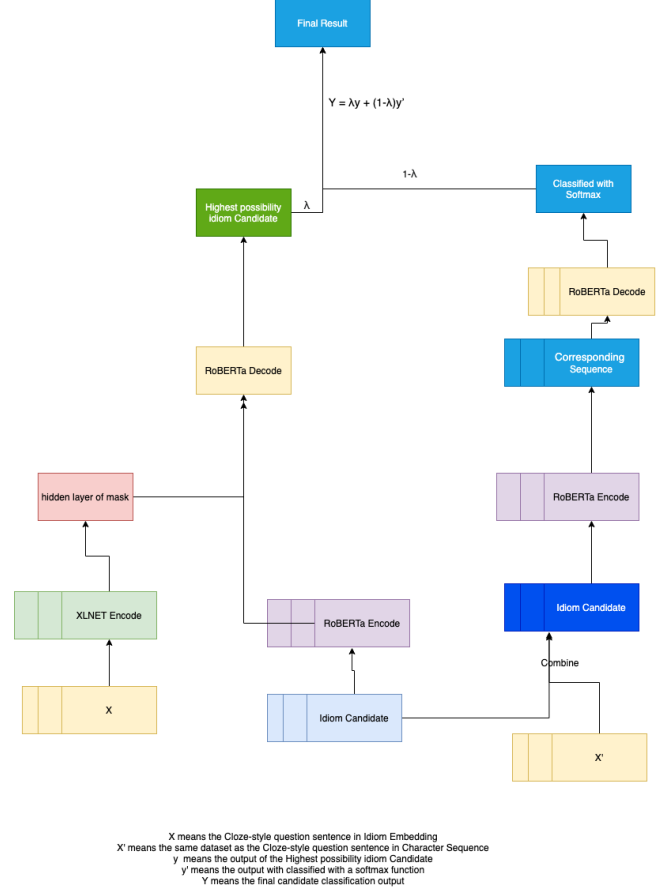 Final Result
Y = λy + (1-λ)y'
1-λ
Classified with
Softmax
Highest possibility
idiom Candidate
λ
RoBERTa Decode
Corresponding
Sequence
RoBERTa Decode
hidden layer of mask
RoBERTa Encode
XLNET Encode
Idiom Candidate
RoBERTa Encode
Combine
X
Idiom Candidate
X'
X means the Cloze-style question sentence in Idiom Embedding
X' means the same dataset as the Cloze-style question sentence in Character Sequence
y means the output of the Highest possibility idiom Candidate
y' means the output with classified with a softmax function
Y means the final candidate classification output